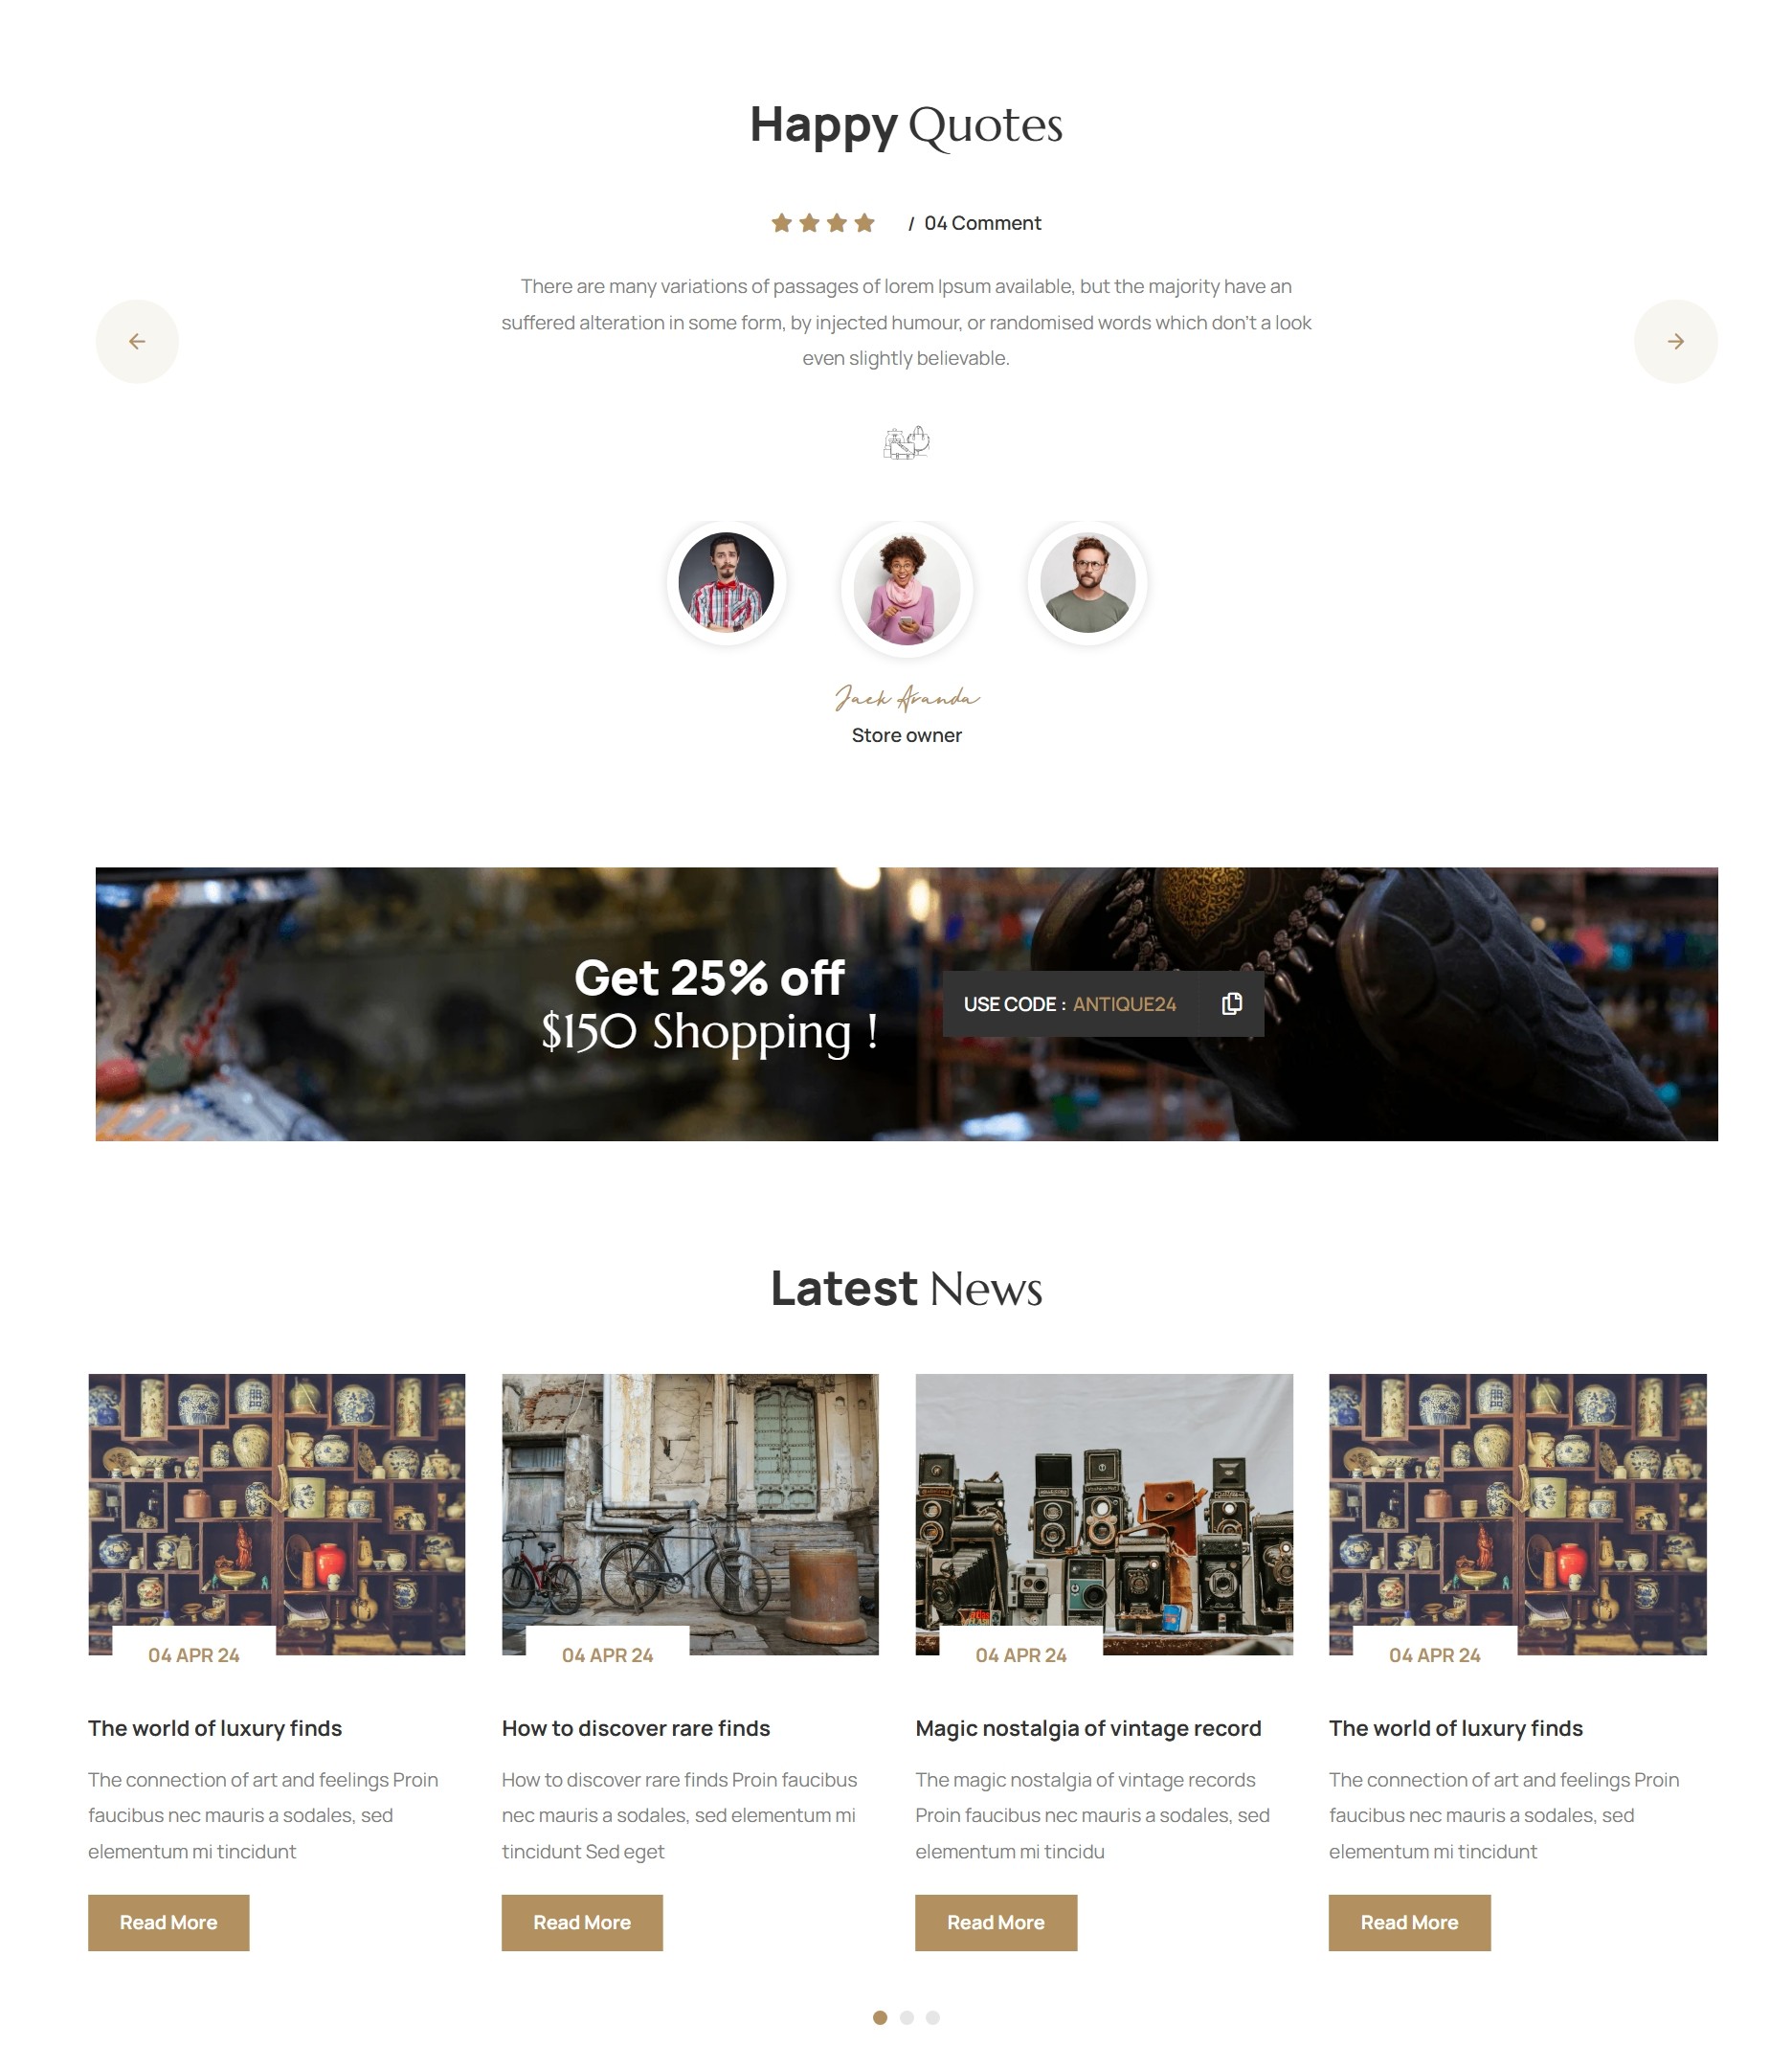 Happy Quotes
/ 04 Comment
There are many variations of passages of lorem Ipsum available, but the majority have an
suffered alteration in some form, by injected humour, or randomised words which don't a look
even slightly believable.
Jack Aranda
Store owner
Get 25% off
$150 Shopping !
USE CODE : ANTIQUE24
Latest News
04 APR 24
The world of luxury finds
The connection of art and feelings Proin
faucibus nec mauris a sodales, sed
elementum mi tincidunt
Read More
04 APR 24
How to discover rare finds
How to discover rare finds Proin faucibus
nec mauris a sodales, sed elementum mi
tincidunt Sed eget
Read More
04 APR 24
Magic nostalgia of vintage record
The magic nostalgia of vintage records
Proin faucibus nec mauris a sodales, sed
elementum mi tincidu
Read More
04 APR 24
The world of luxury finds
The connection of art and feelings Proin
faucibus nec mauris a sodales, sed
elementum mi tincidunt
Read More